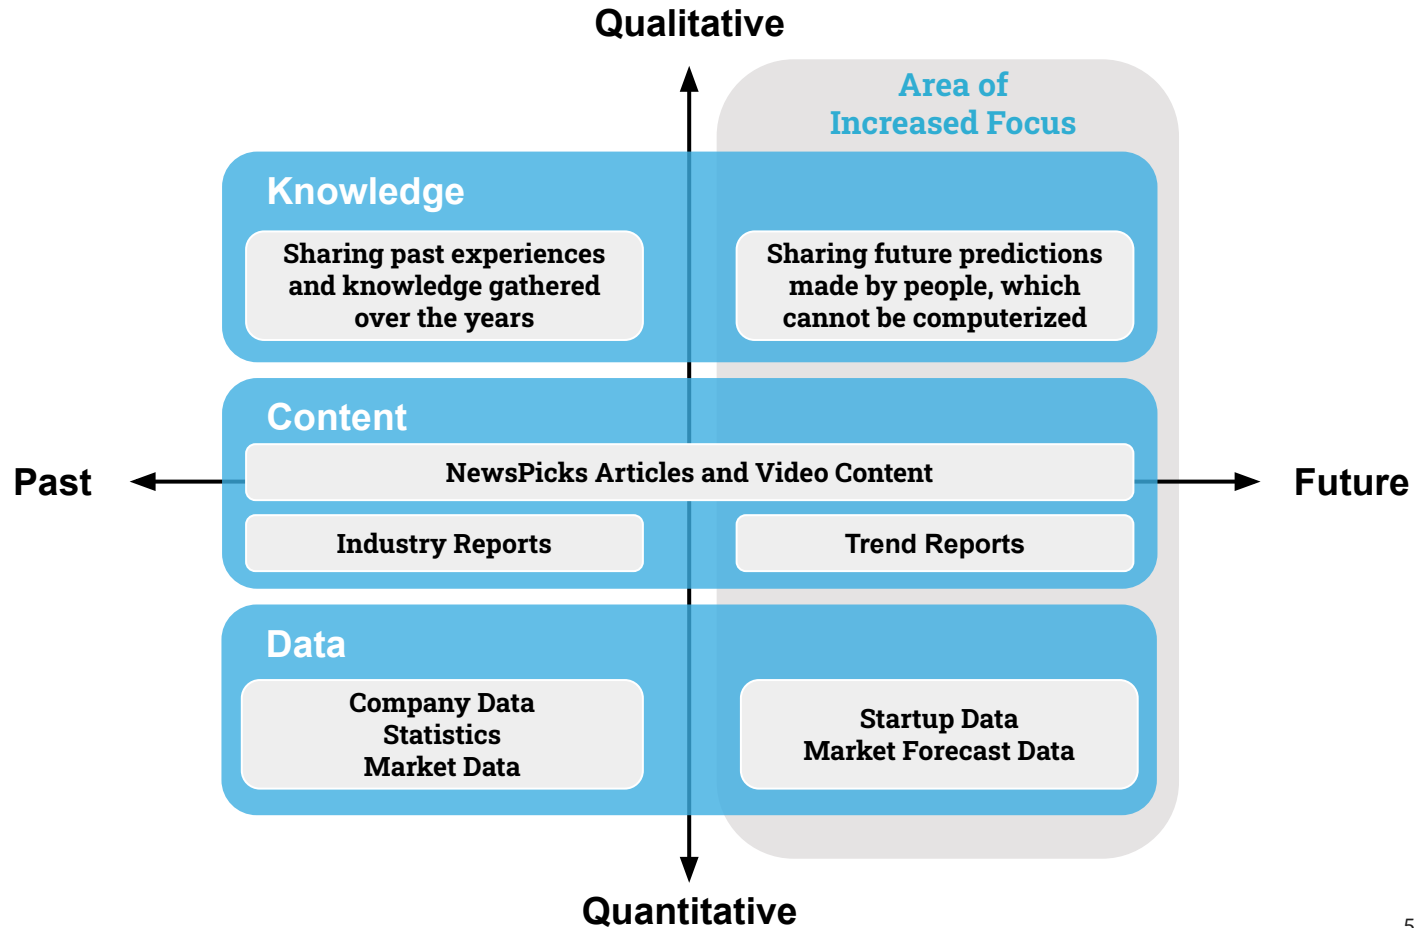 Qualitative
Area of
Increased Focus
Knowledge
Sharing past experiences
and knowledge gathered
over the years
Sharing future predictions
made by people, which
cannot be computerized
Content
NewsPicks Articles and Video Content
Past
Future
Industry Reports
Trend Reports
Data
Company Data
Statistics
Market Data
Startup Data
Market Forecast Data
Quantitative
5